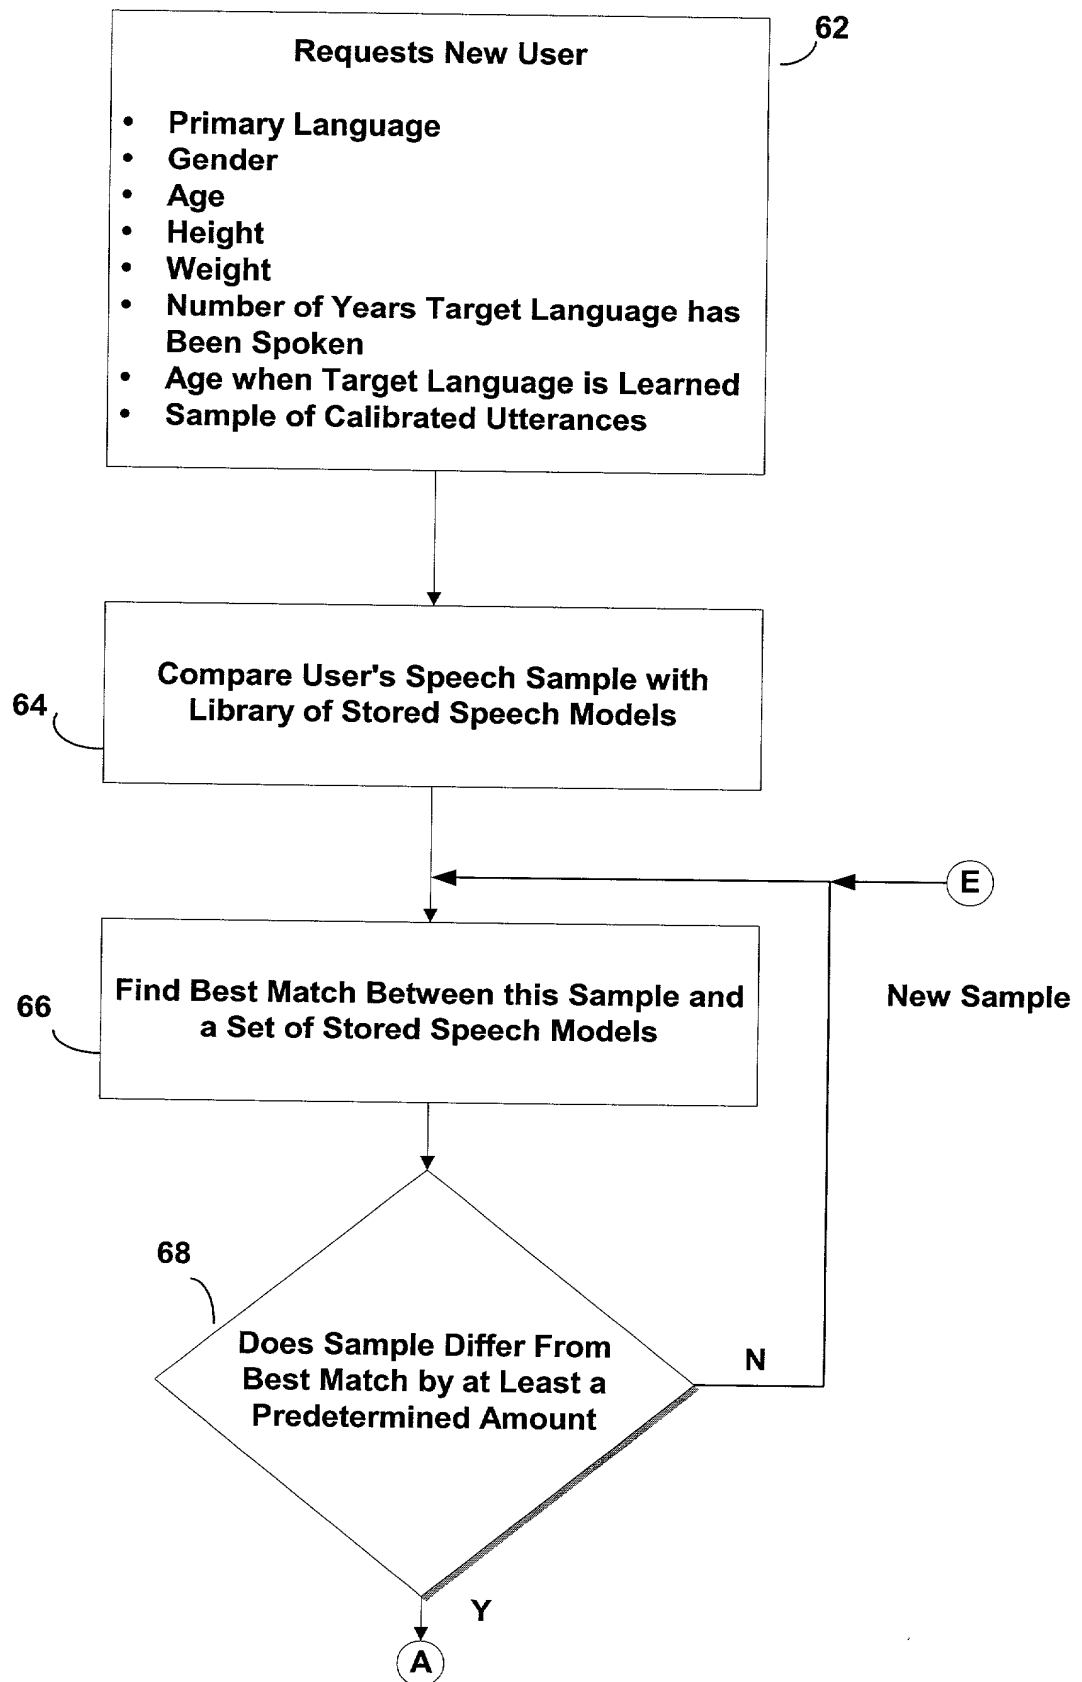 62
Requests New User
• Primary Language
• Gender
• Age
• Height
• Weight
• Number of Years Target Language has
Been Spoken
• Age when Target Language is Learned
• Sample of Calibrated Utterances
Compare User's Speech Sample with
Library of Stored Speech Models
64
E
Find Best Match Between this Sample and
a Set of Stored Speech Models
66
New Sample
68
Does Sample Differ From
Best Match by at Least a
Predetermined Amount
N
Y
A